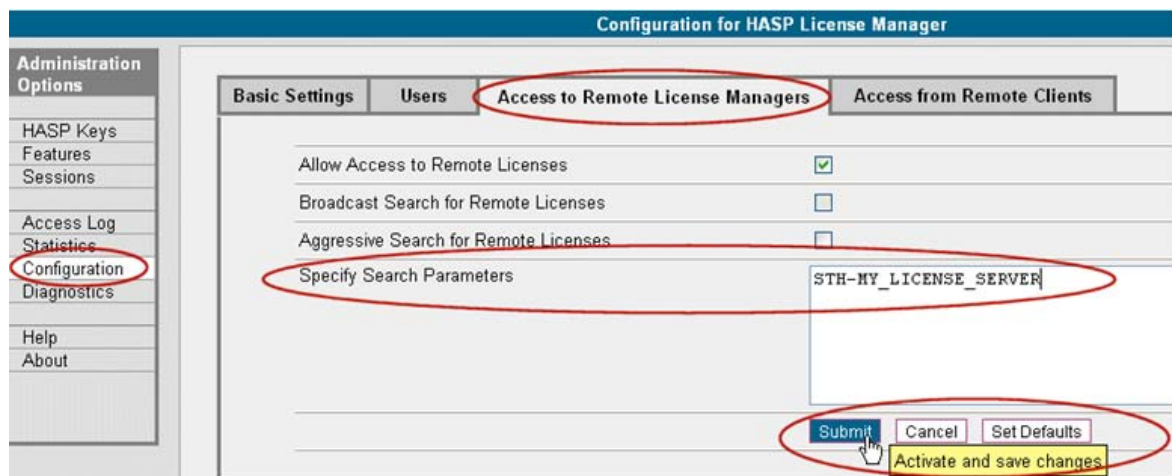 Configuration for HASP License Manager
Administration
Options
HASP Keys
Features
Sessions
Access Log
Statistics
Configuration
Diagnostics
Help
About
Basic Settings
Users
Access to Remote License Managers
Access from Remote Clients
Allow Access to Remote Licenses
Broadcast Search for Remote Licenses
Aggressive Search for Remote Licenses
Specify Search Parameters
STH-MY_LICENSE_SERVER
Submit
Cancel
Set Defaults
Activate and save changes